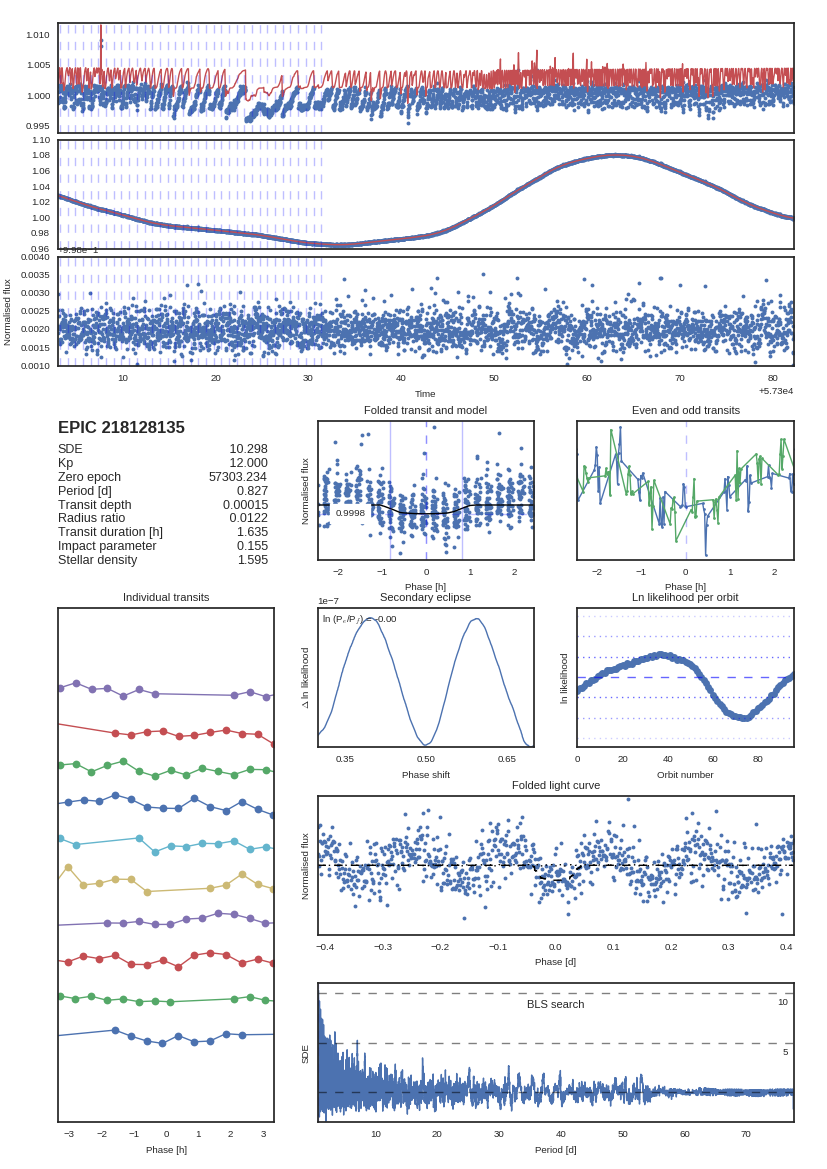 1.010
1.005
1.000
0.995
1.10
1.08
1.06
1.04
1.02
1.00
0.98
0.96
+9.98e−1
0.0040
0.0035
0.0030
0.0025
0.0020
0.0015
0.0010
Normalised flux
10 20 30 40 50 60 70 80
Time
+5.73e4
EPIC 218128135
SDE 10.298
Kp 12.000
Zero epoch 57303.234
Period [d] 0.827
Transit depth 0.00015
Radius ratio 0.0122
Transit duration [h] 1.635
Impact parameter 0.155
Stellar density 1.595
Folded transit and model
Normalised flux
0.9998
−2 −1 0 1 2
Phase [h]
Even and odd transits
−2 −1 0 1 2
Phase [h]
Individual transits
−3 −2 −1 0 1 2 3
Phase [h]
Secondary eclipse
1e−7
Δ ln likelihood
0.35 0.50 0.65
Phase shift
Ln likelihood per orbit
ln likelihood
0 20 40 60 80
Orbit number
Folded light curve
Normalised flux
−0.4 −0.3 −0.2 −0.1 0.0 0.1 0.2 0.3 0.4
Phase [d]
BLS search
10
5
SDE
10 20 30 40 50 60 70
Period [d]